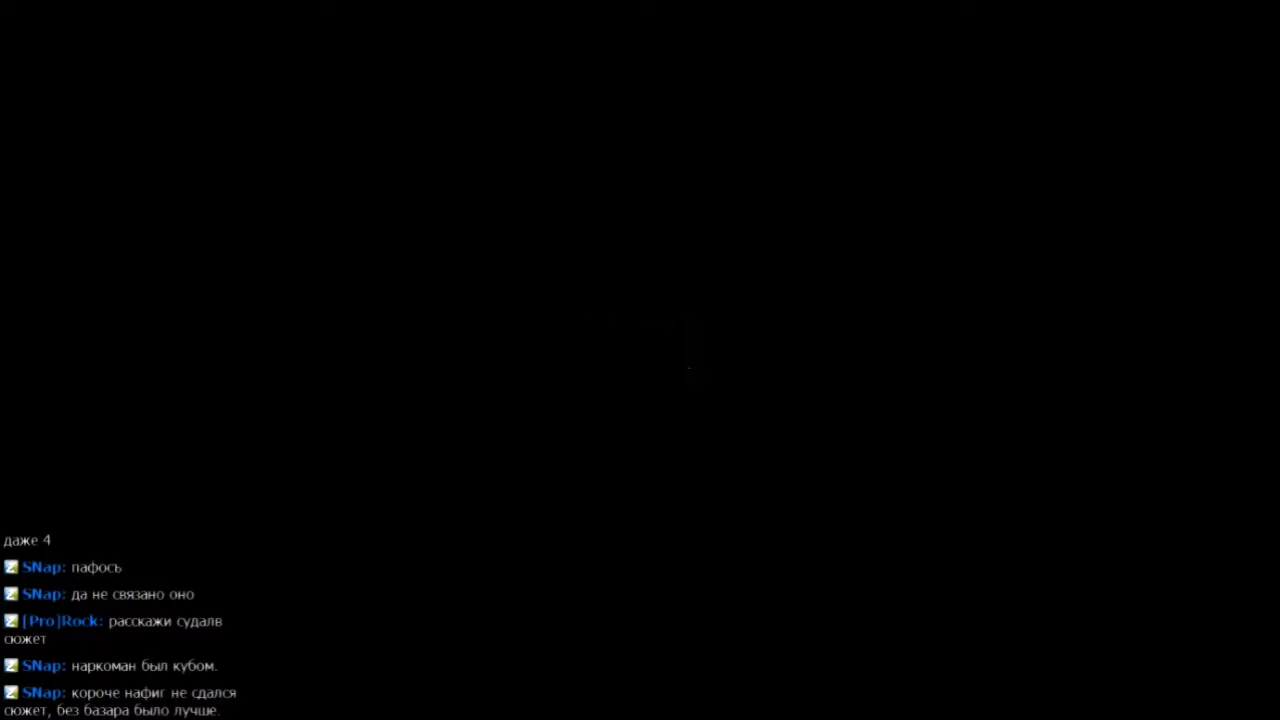 даже 4
SNap: пафось
SNap: да не связано оно
[Pro]Rock: расскажи судалв
сюжет
SNap: наркоман был кубом.
SNap: короче нафиг не сдался
сюжет, без базара было лучше.